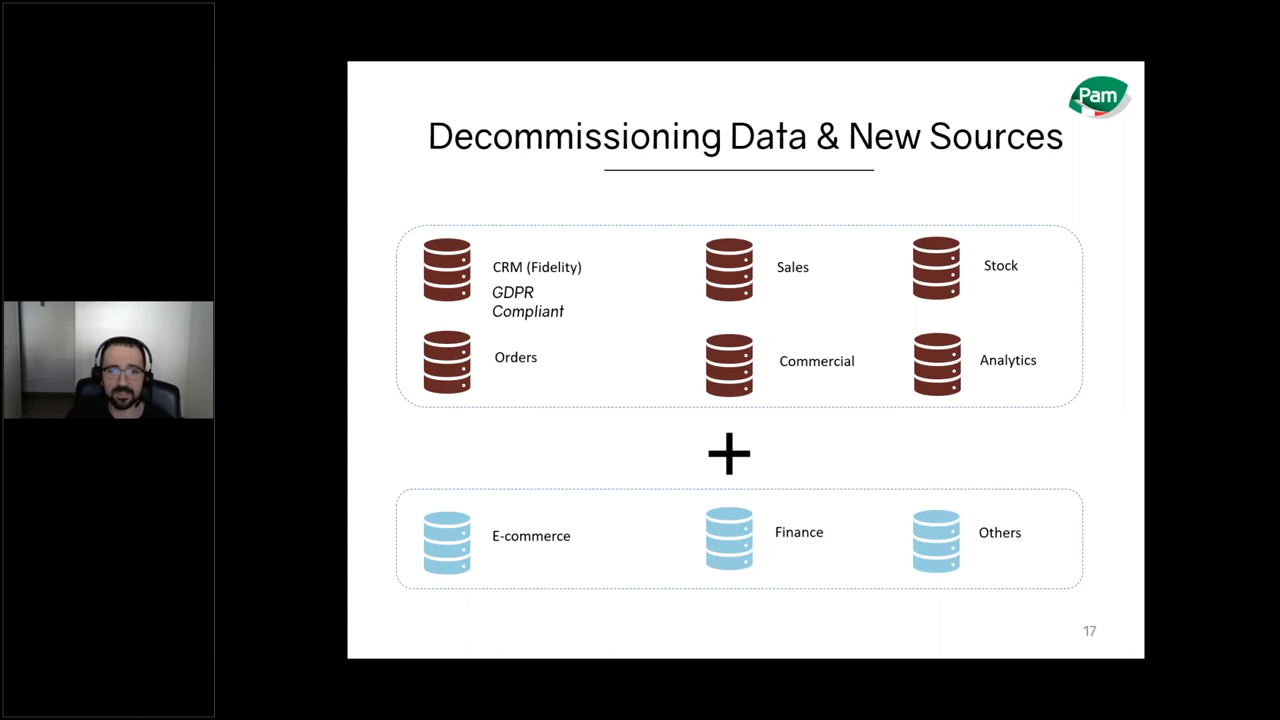 Pam
Decommissioning Data & New Sources
CRM (Fidelity)
GDPR
Compliant
Sales
Stock
Orders
Commercial
Analytics
+
E-commerce
Finance
Others
17